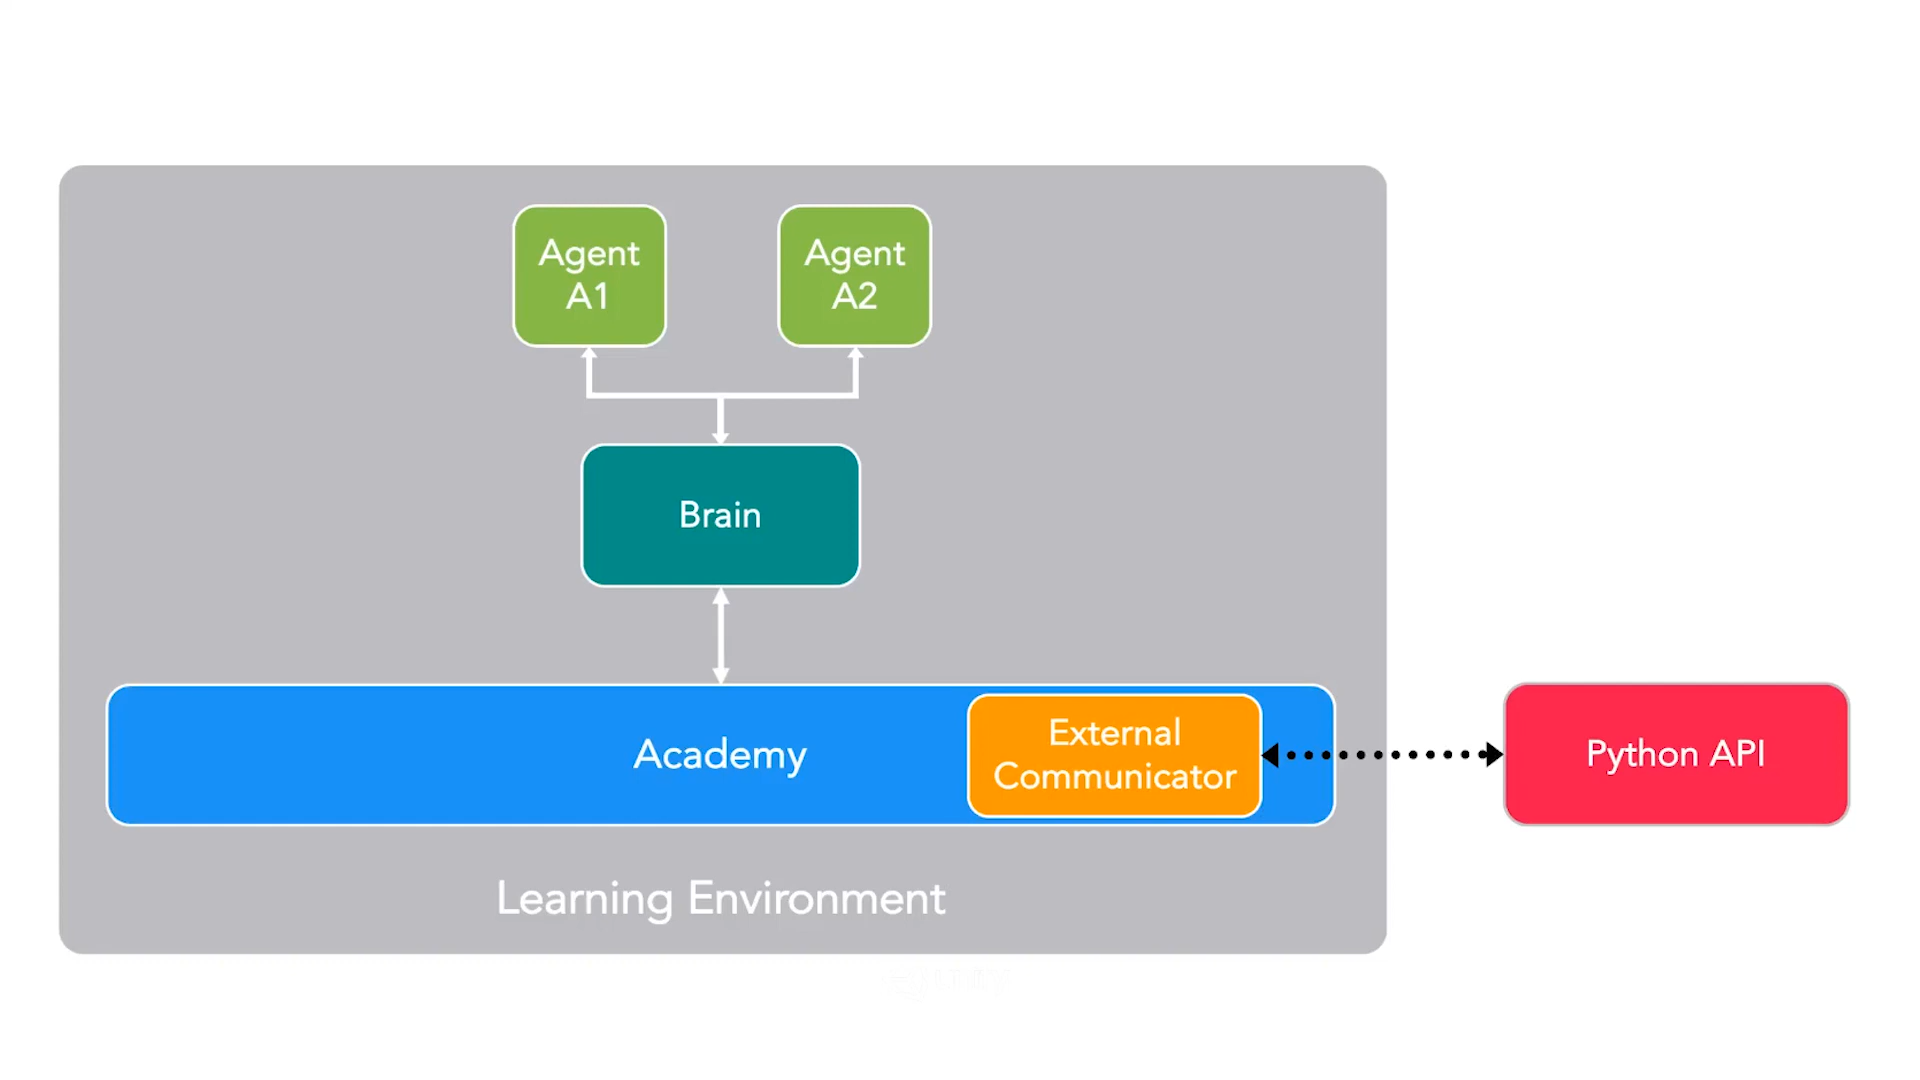 Agent
A1
Agent
A2
Brain
Academy
External
Communicator
Python API
Learning Environment